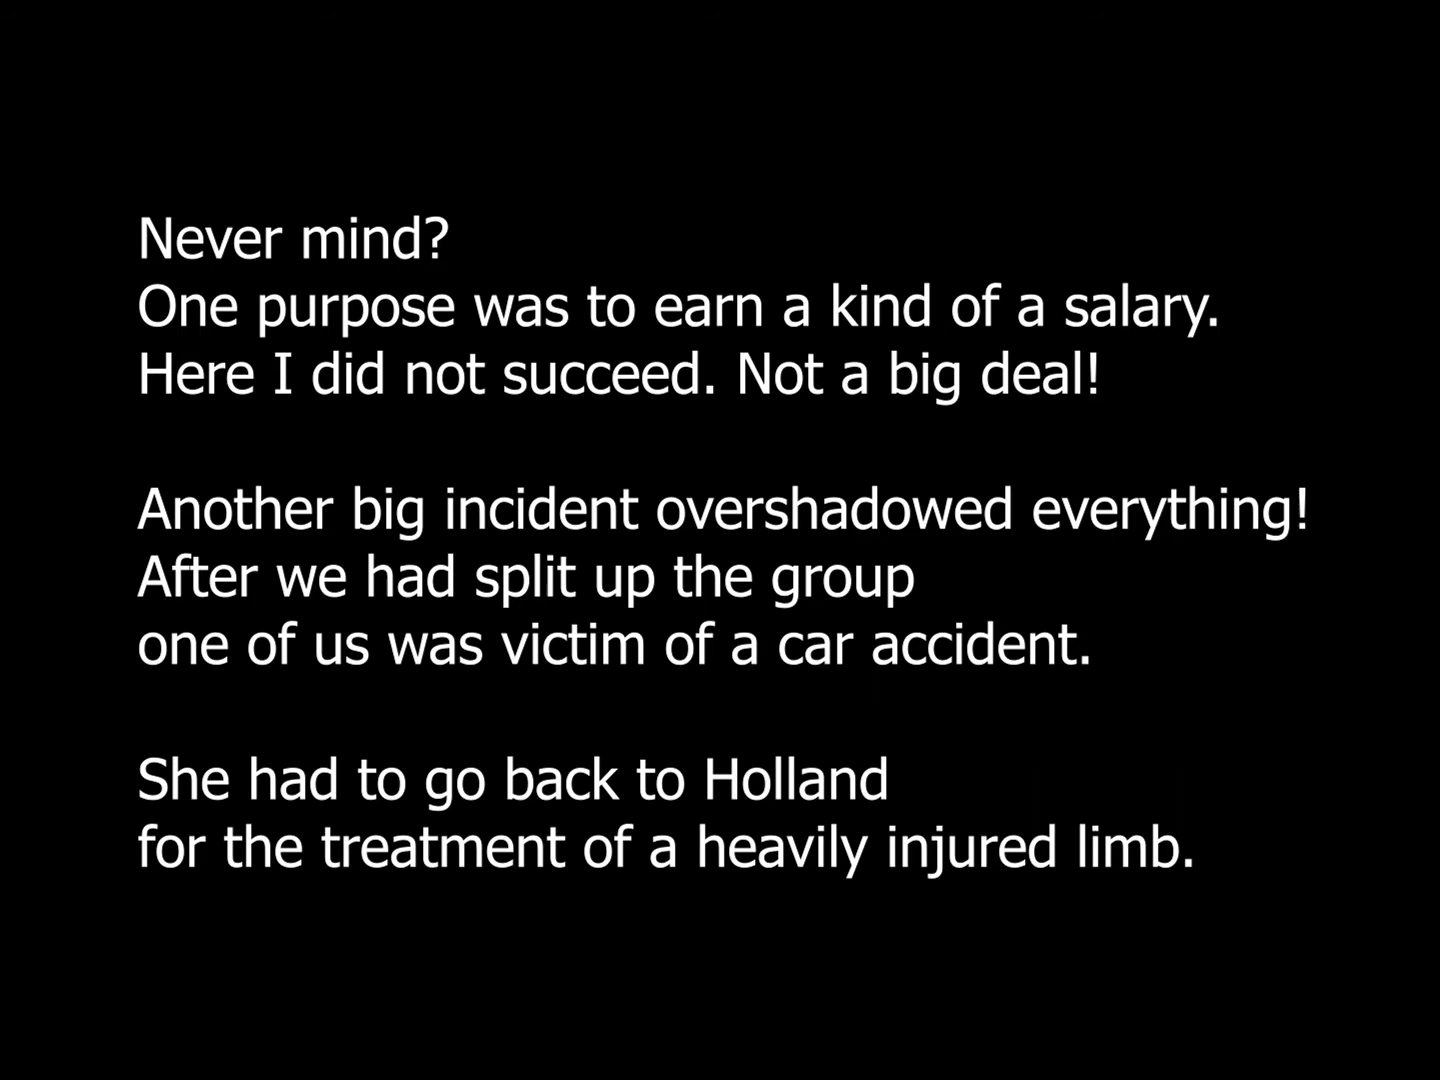 Never mind?
One purpose was to earn a kind of a salary.
Here I did not succeed. Not a big deal!
Another big incident overshadowed everything!
After we had split up the group
one of us was victim of a car accident.
She had to go back to Holland
for the treatment of a heavily injured limb.